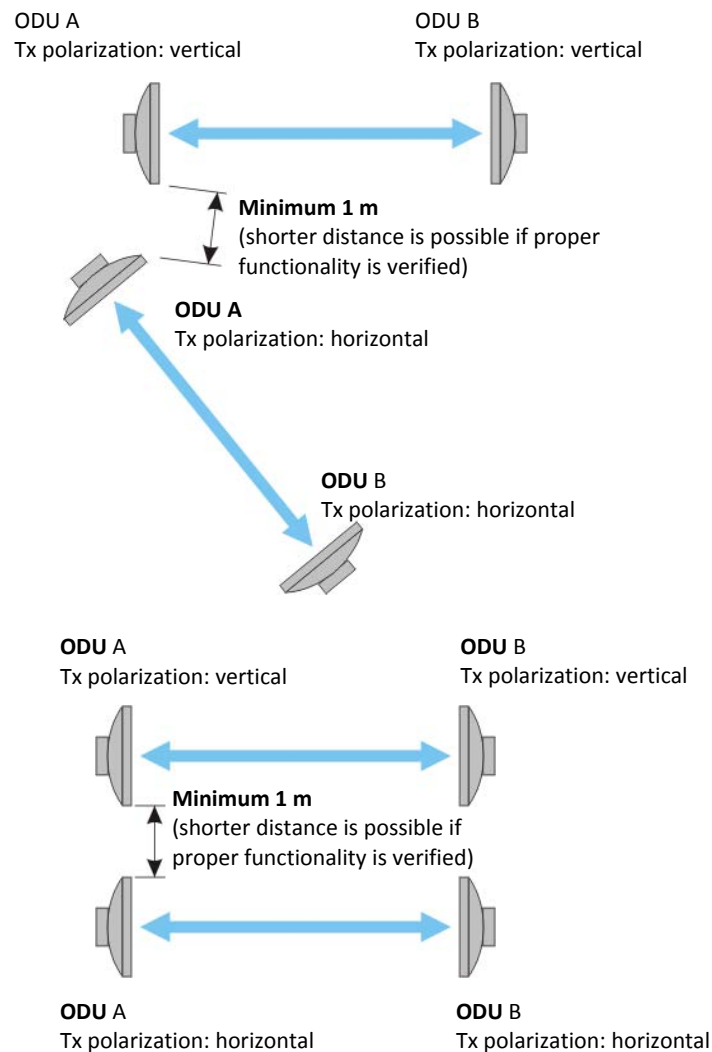 ODU A
Tx polarization: vertical
ODU B
Tx polarization: vertical
Minimum 1 m
(shorter distance is possible if proper
functionality is verified)
ODU A
Tx polarization: horizontal
ODU B
Tx polarization: horizontal
ODU A
Tx polarization: vertical
ODU B
Tx polarization: vertical
Minimum 1 m
(shorter distance is possible if
proper functionality is verified)
ODU A
Tx polarization: horizontal
ODU B
Tx polarization: horizontal